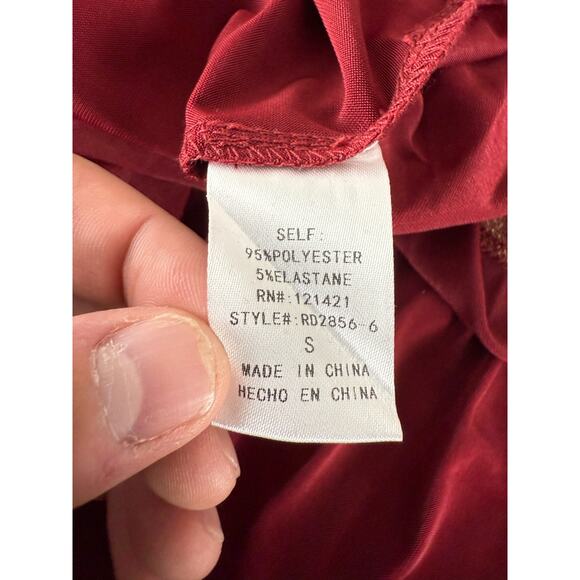 SELF:
95%POLYESTER
5%ELASTANE
RN#:121421
STYLE#:RD2856-6
S
MADE IN CHINA
HECHO EN CHINA